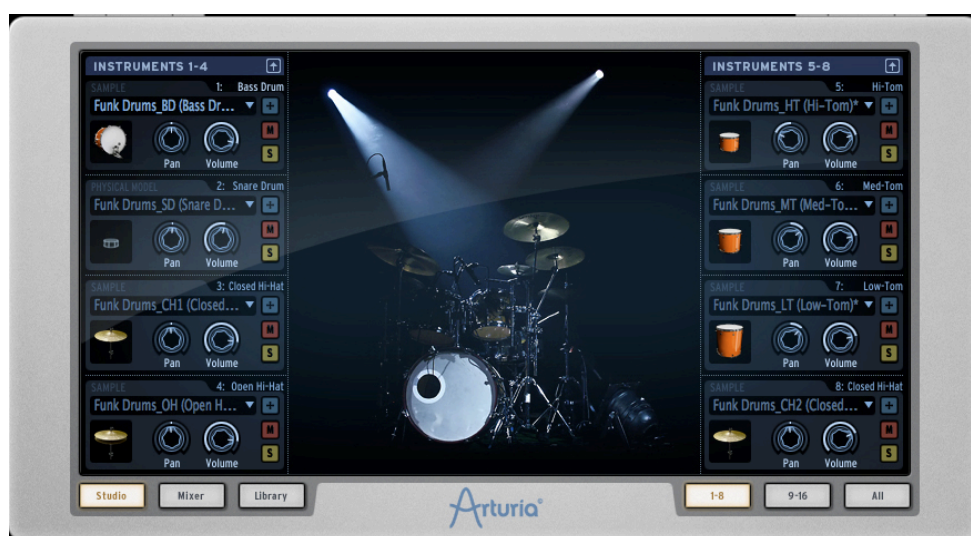 INSTRUMENTS 1-4
SAMPLE 1: Bass Drum
Funk Drums_BD (Bass Dr...
M
S
Pan Volume
PHYSICAL MODEL 2: Snare Drum
Funk Drums_SD (Snare D...
M
S
Pan Volume
SAMPLE 3: Closed Hi-Hat
Funk Drums_CH1 (Closed...
M
S
Pan Volume
SAMPLE 4: Open Hi-Hat
Funk Drums_OH (Open H...
M
S
Pan Volume
INSTRUMENTS 5-8
SAMPLE 5: Hi-Tom
Funk Drums_HT (Hi-Tom)*
M
S
Pan Volume
SAMPLE 6: Med-Tom
Funk Drums_MT (Med-To...
M
S
Pan Volume
SAMPLE 7: Low-Tom
Funk Drums_LT (Low-Tom)*
M
S
Pan Volume
SAMPLE 8: Closed Hi-Hat
Funk Drums_CH2 (Closed...
M
S
Pan Volume
Studio Mixer Library Arturia 1-8 9-16 All